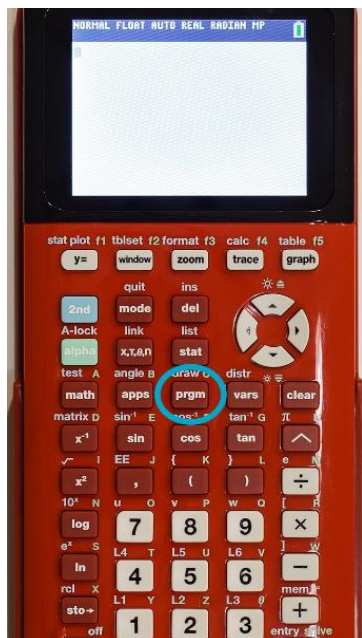 NORMAL FLOAT AUTO REAL RADIAN MP
stat plot f1 tblset f2 format f3 calc f4 table f5
y= window zoom trace graph
quit ins
2nd mode del
A-lock link list
alpha x,t,θ,n stat
test A angle B draw C distr
math apps prgm vars clear
matrix D sin⁻¹ E cos⁻¹ F tan⁻¹ G π
x⁻¹ sin cos tan ^
√ I EE J { K } L e
x² , ( ) ÷
10ˣ N u O v P w Q [ R
log 7 8 9 ×
eˣ S L4 T L5 U L6 V ] W
ln 4 5 6 −
rcl X L1 Y L2 Z L3 θ mem
sto→ 1 2 3 +
off entry solve